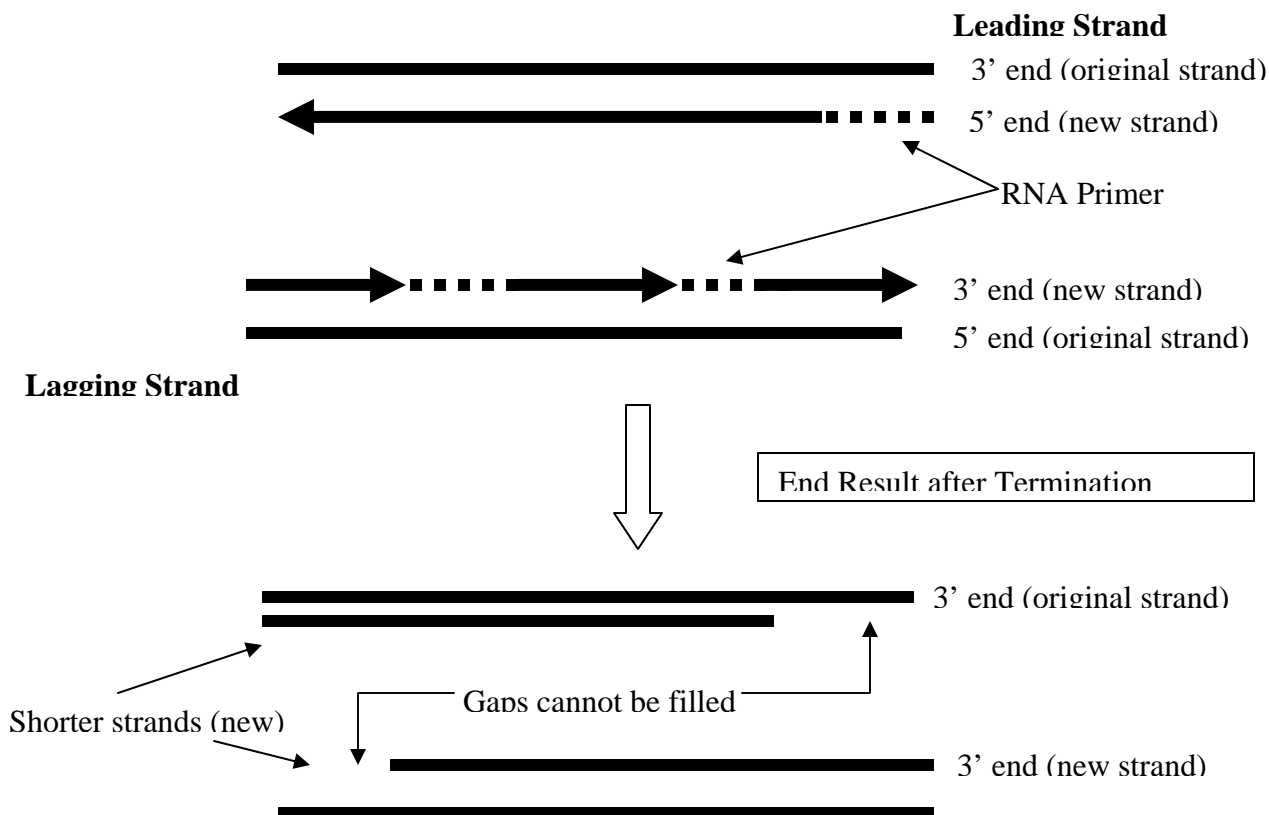 Leading Strand
3’ end (original strand)
5’ end (new strand)
RNA Primer
3’ end (new strand)
5’ end (original strand)
Lagging Strand
End Result after Termination
3’ end (original strand)
Gaps cannot be filled
Shorter strands (new)
3’ end (new strand)